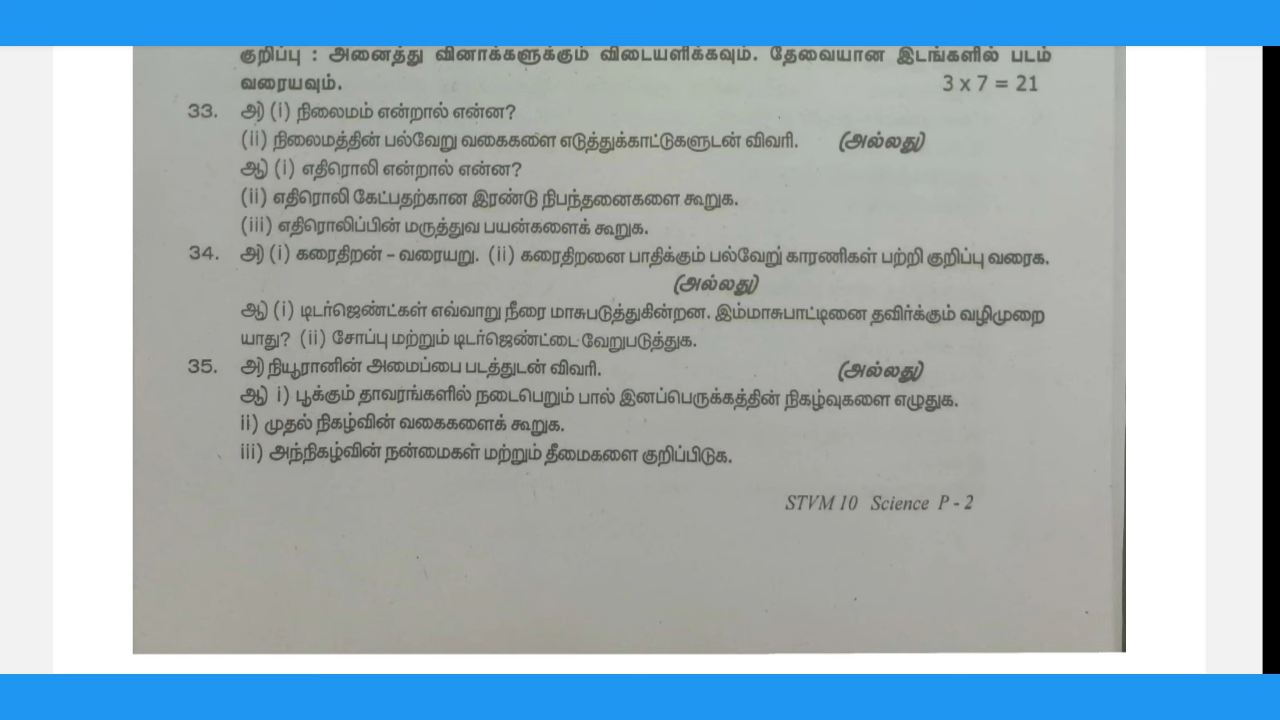 குறிப்பு : அனைத்து வினாக்களுக்கும் விடையளிக்கவும். தேவையான இடங்களில் படம்
வரையவும். 3 x 7 = 21
33. அ) (i) நிலைமம் என்றால் என்ன?
(ii) நிலைமத்தின் பல்வேறு வகைகளை எடுத்துக்காட்டுகளுடன் விவரி. (அல்லது)
ஆ) (i) எதிரொலி என்றால் என்ன?
(ii) எதிரொலி கேட்பதற்கான இரண்டு நிபந்தனைகளை கூறுக.
(iii) எதிரொலிப்பின் மருத்துவ பயன்களைக் கூறுக.
34. அ) (i) கரைதிறன் – வரையறு. (ii) கரைதிறனை பாதிக்கும் பல்வேறு காரணிகள் பற்றி குறிப்பு வரைக.
(அல்லது)
ஆ) (i) டிடர்ஜெண்ட்கள் எவ்வாறு நீரை மாசுபடுத்துகின்றன. இம்மாசுபாட்டினை தவிர்க்கும் வழிமுறை
யாது? (ii) சோப்பு மற்றும் டிடர்ஜெண்ட்டை வேறுபடுத்துக.
35. அ) நியூரானின் அமைப்பை படத்துடன் விவரி. (அல்லது)
ஆ) i) பூக்கும் தாவரங்களில் நடைபெறும் பால் இனப்பெருக்கத்தின் நிகழ்வுகளை எழுதுக.
ii) முதல் நிகழ்வின் வகைகளைக் கூறுக.
iii) அந்நிகழ்வின் நன்மைகள் மற்றும் தீமைகளை குறிப்பிடுக.
STVM 10 Science P - 2